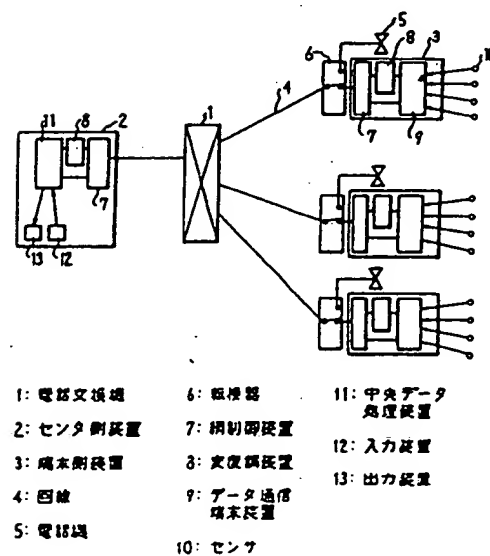 5
8
3
6
10
4
1
11
8
2
7
9
7
13
12
1: 電話交換機
2: センタ側装置
3: 端末側装置
4: 回線
5: 電話機
6: 転換器
7: 網制御装置
8: 変復調装置
9: データ通信
端末装置
10: センサ
11: 中央データ
処理装置
12: 入力装置
13: 出力装置